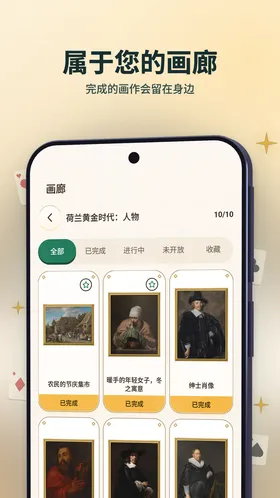 属于您的画廊
完成的画作会留在身边
画廊
荷兰黄金时代：人物
10/10
全部
已完成
进行中
未开放
收藏
农民的节庆集市
暖手的年轻女子，冬
之寓意
绅士肖像
已完成
已完成
已完成